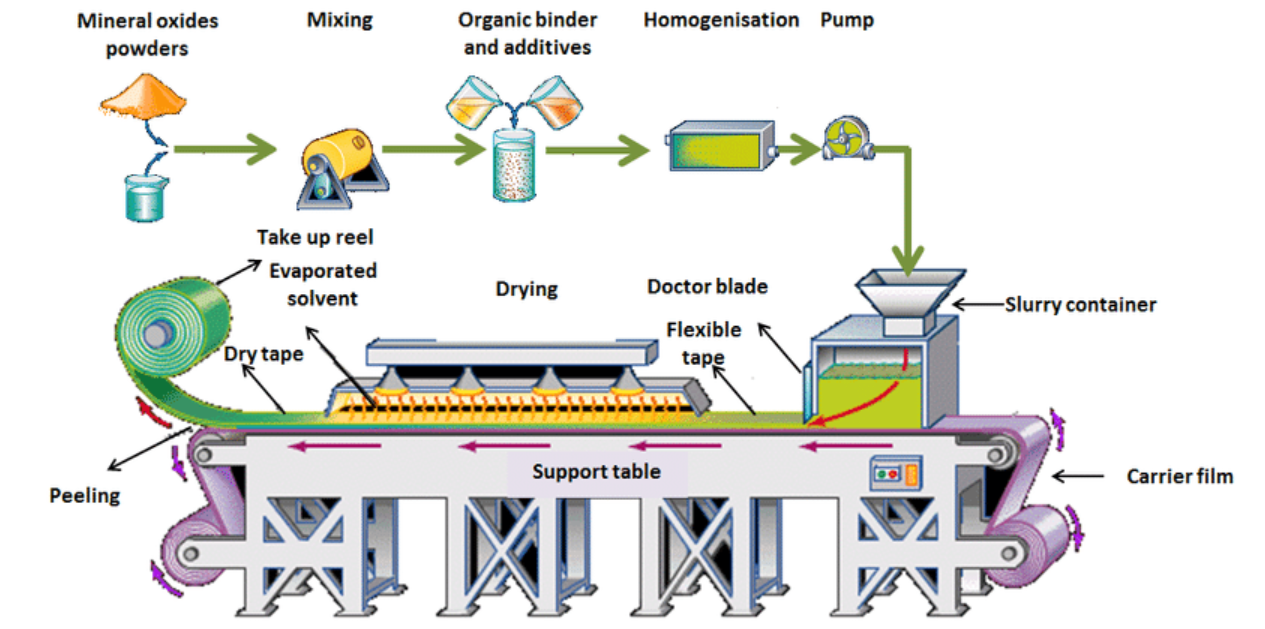 Mineral oxides
powders
Mixing
Organic binder
and additives
Homogenisation
Pump
Take up reel
Evaporated
solvent
Drying
Doctor blade
Slurry container
Flexible
tape
Dry tape
Support table
Peeling
Carrier film